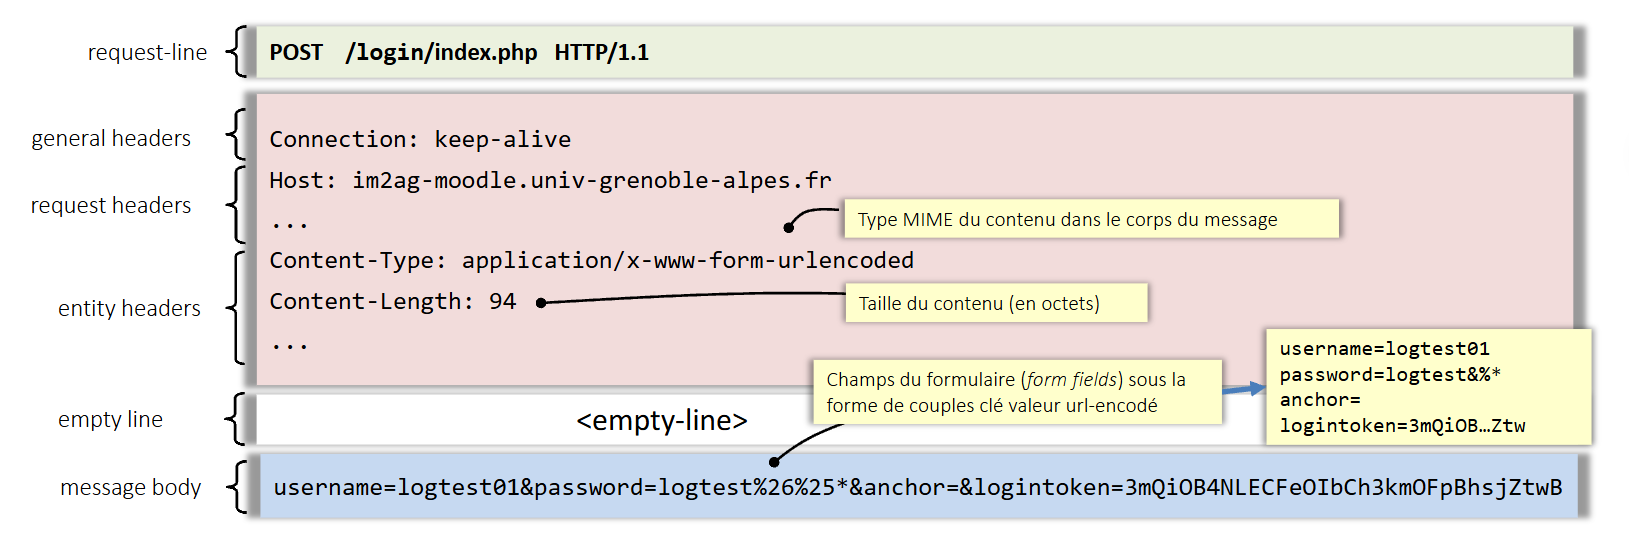 request-line
POST /login/index.php HTTP/1.1
general headers
Connection: keep-alive
request headers
Host: im2ag-moodle.univ-grenoble-alpes.fr
...
Type MIME du contenu dans le corps du message
entity headers
Content-Type: application/x-www-form-urlencoded
Content-Length: 94
Taille du contenu (en octets)
...
Champs du formulaire (form fields) sous la
forme de couples clé valeur url-encodé
username=logtest01
password=logtest&%*
anchor=
logintoken=3mQiOB…Ztw
empty line
<empty-line>
message body
username=logtest01&password=logtest%26%25*&anchor=&logintoken=3mQiOB4NLECFeOIbCh3kmOFpBhsjZtwB